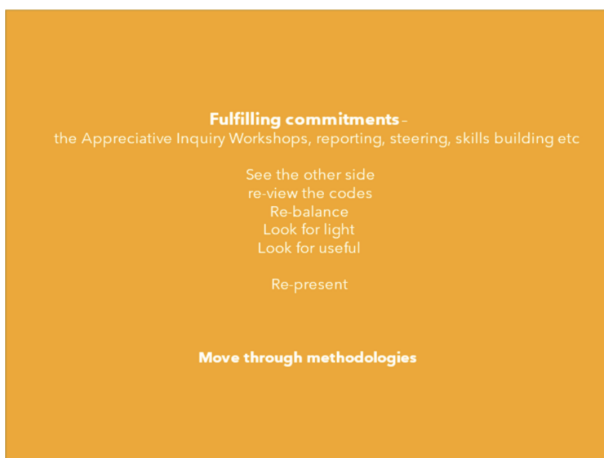 Fulfilling commitments –
the Appreciative Inquiry Workshops, reporting, steering, skills building etc
See the other side
re-view the codes
Re-balance
Look for light
Look for useful
Re-present
Move through methodologies